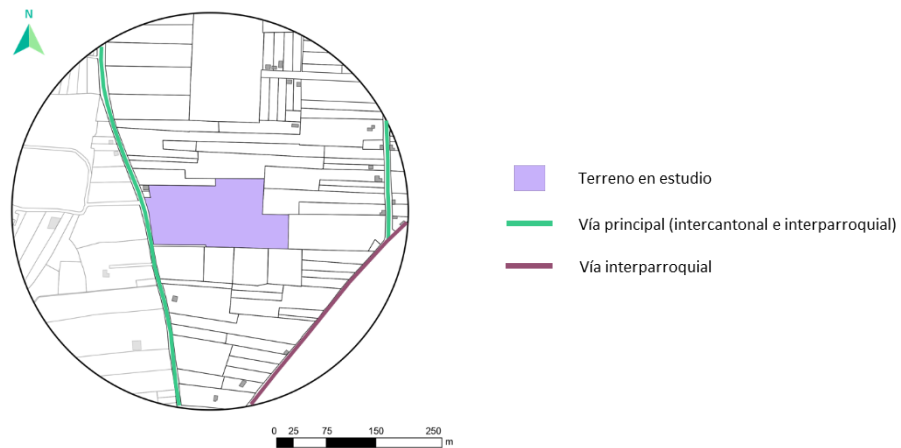 N
Terreno en estudio
Vía principal (intercantonal e interparroquial)
Vía interparroquial
0 25 75 150 250
m